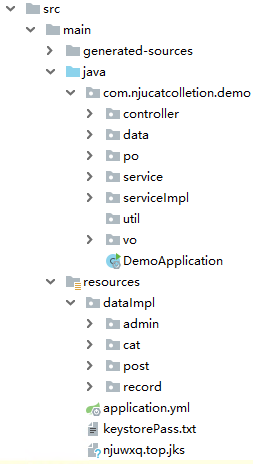 src
main
generated-sources
java
com.njucatcolletion.demo
controller
data
po
service
serviceImpl
util
vo
DemoApplication
resources
dataImpl
admin
cat
post
record
application.yml
keystorePass.txt
njuwxq.top.jks